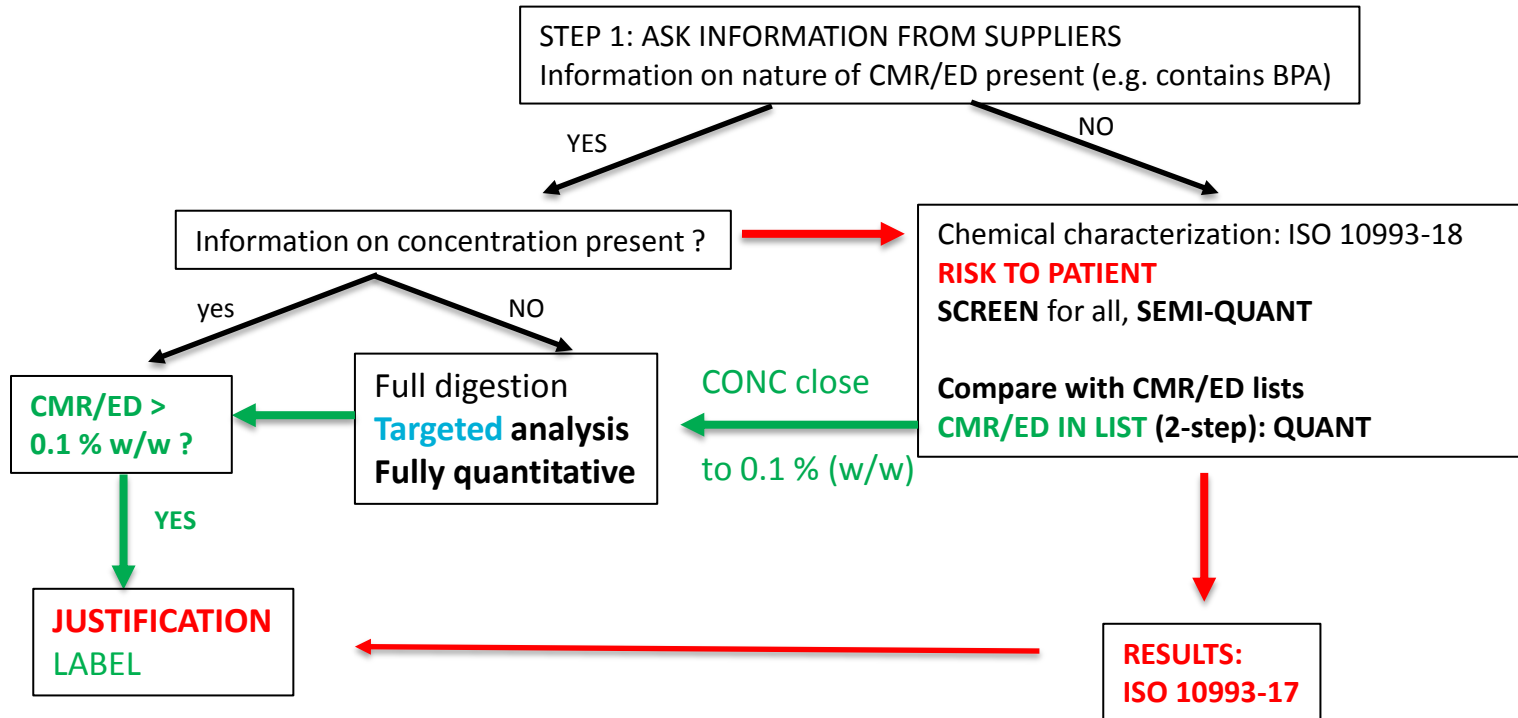 STEP 1: ASK INFORMATION FROM SUPPLIERS
Information on nature of CMR/ED present (e.g. contains BPA)
YES
NO
Information on concentration present ?
Chemical characterization: ISO 10993-18
RISK TO PATIENT
SCREEN for all, SEMI-QUANT
Compare with CMR/ED lists
CMR/ED IN LIST (2-step): QUANT
yes
NO
CMR/ED >
0.1 % w/w ?
Full digestion
Targeted analysis
Fully quantitative
CONC close
to 0.1 % (w/w)
YES
JUSTIFICATION
LABEL
RESULTS:
ISO 10993-17